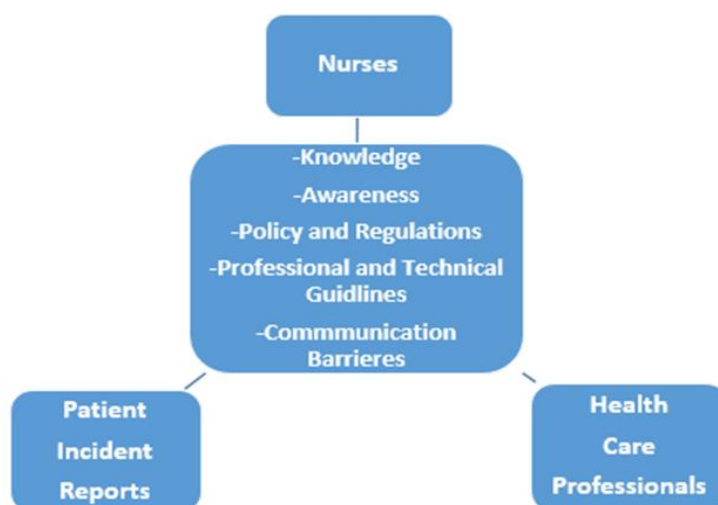 Nurses
-Knowledge
-Awareness
-Policy and Regulations
-Professional and Technical
Guidlines
-Commmunication
Barrieres
Patient
Incident
Reports
Health
Care
Professionals